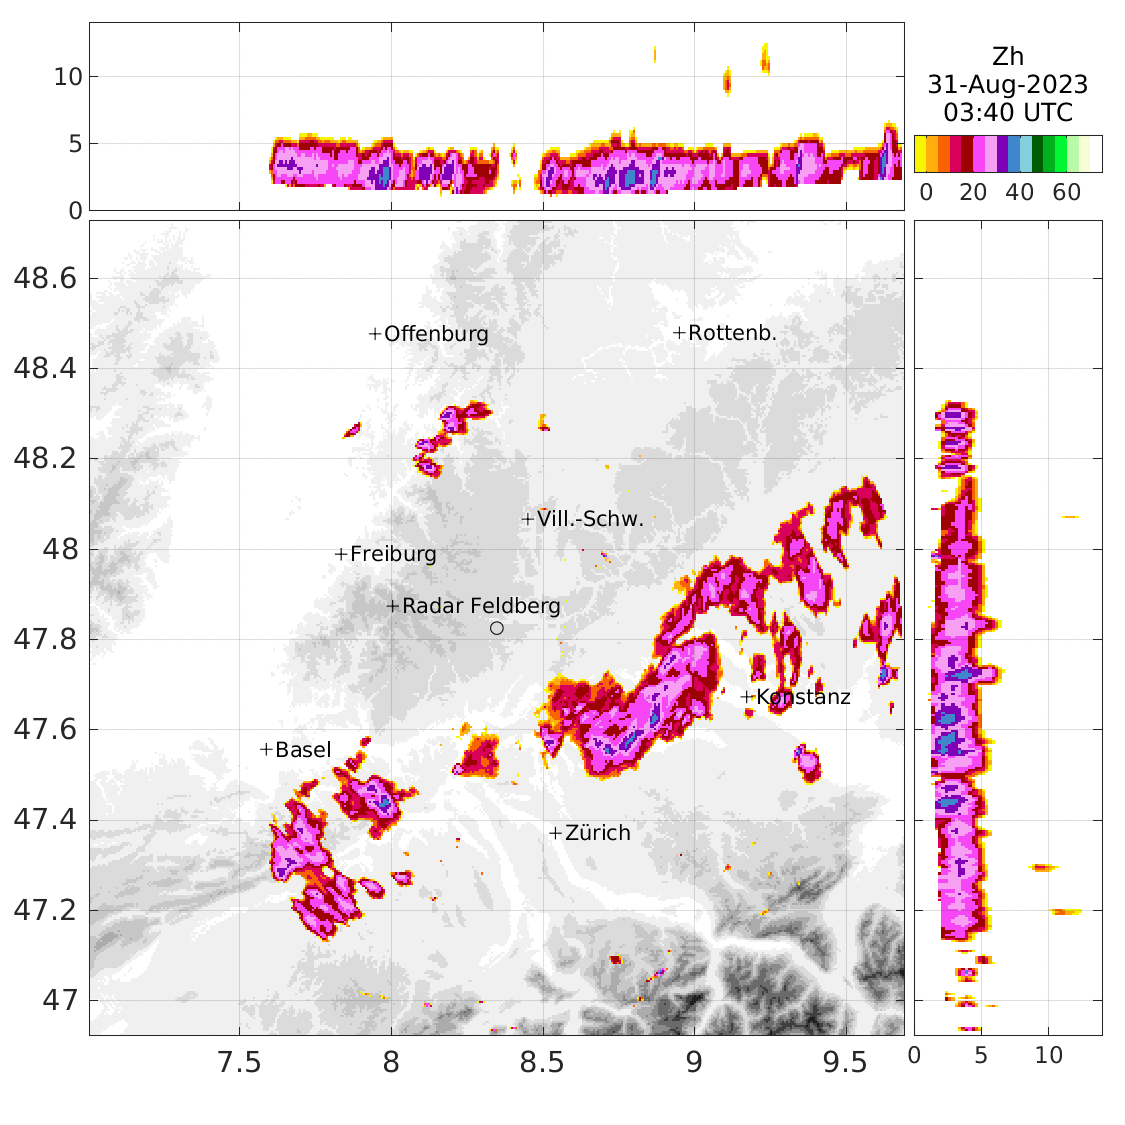 10
5
0
Zh
31-Aug-2023
03:40 UTC
0 20 40 60
48.6
48.4
48.2
48
47.8
47.6
47.4
47.2
47
+Offenburg
+Rottenb.
+Vill.-Schw.
+Freiburg
+Radar Feldberg
+Konstanz
+Basel
+Zürich
7.5 8 8.5 9 9.5
0 5 10